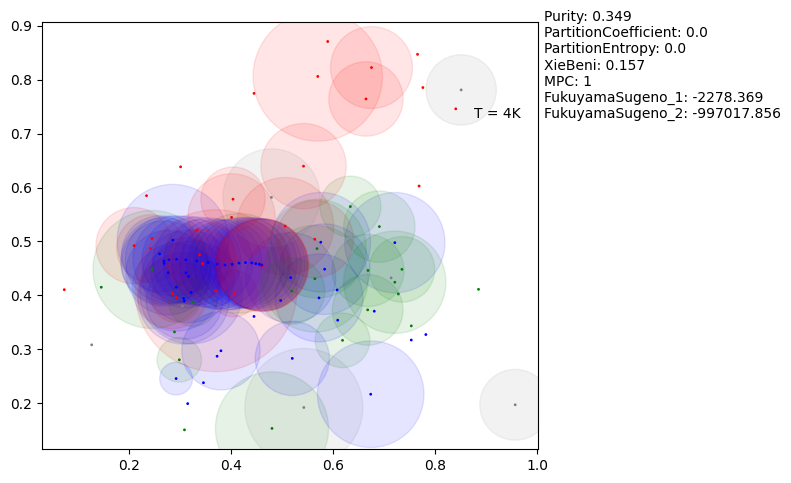 0.9
Purity: 0.349
PartitionCoefficient: 0.0
PartitionEntropy: 0.0
XieBeni: 0.157
MPC: 1
FukuyamaSugeno_1: -2278.369
FukuyamaSugeno_2: -997017.856
T = 4K
0.8
0.7
0.6
0.5
0.4
0.3
0.2
0.2
0.4
0.6
0.8
1.0